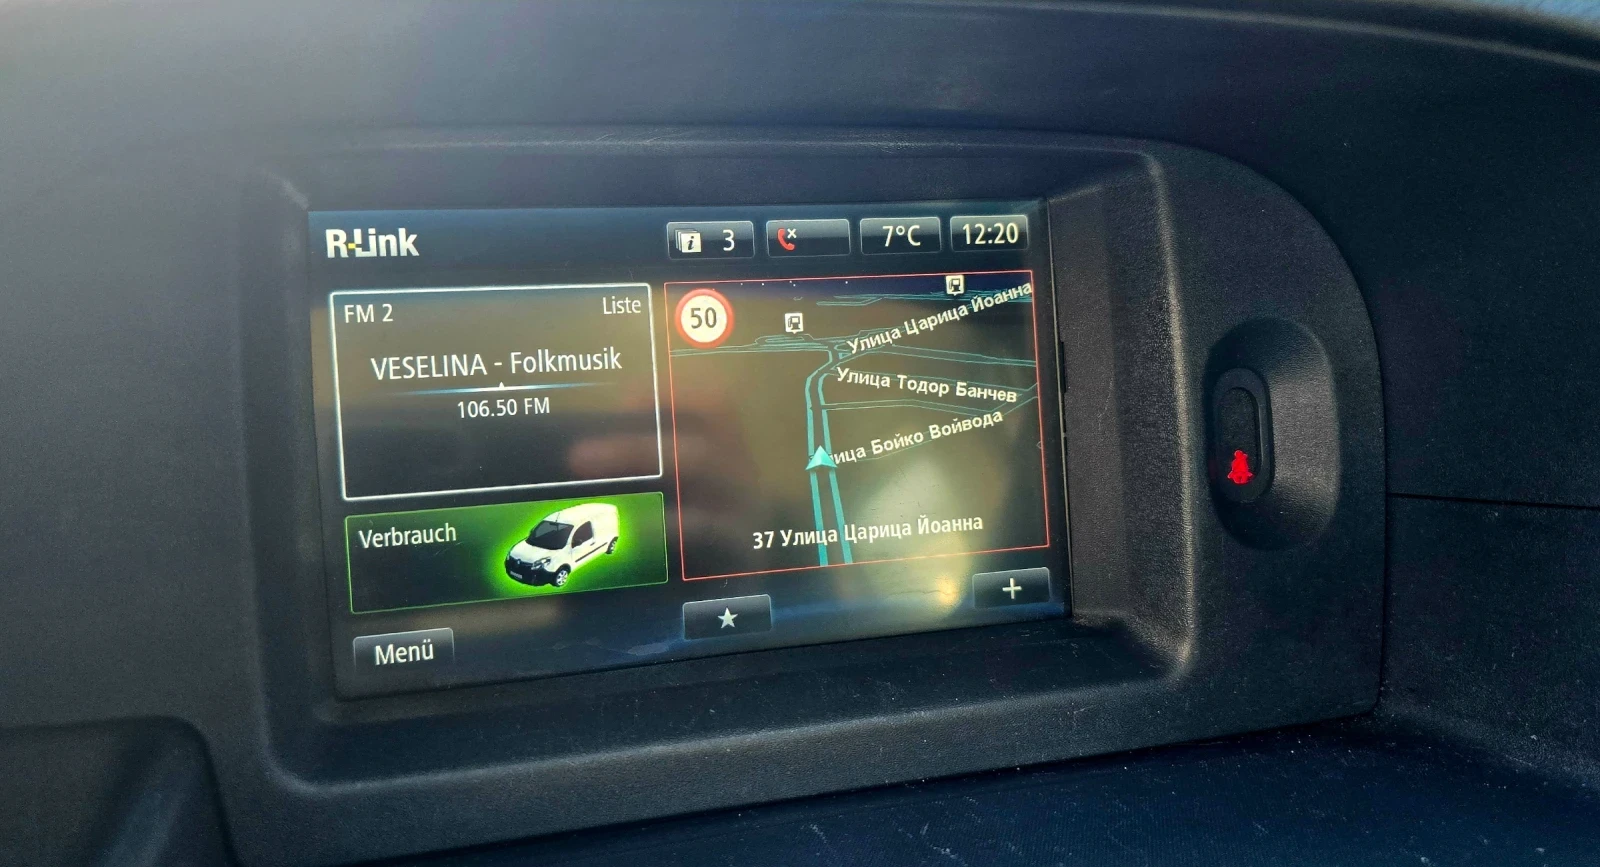 R-Link
3
7°C
12:20
FM 2
Liste
VESELINA - Folkmusik
106.50 FM
50
Улица Царица Йоанна
Улица Тодор Банчев
ица Бойко Войвода
37 Улица Царица Йоанна
Verbrauch
Menü